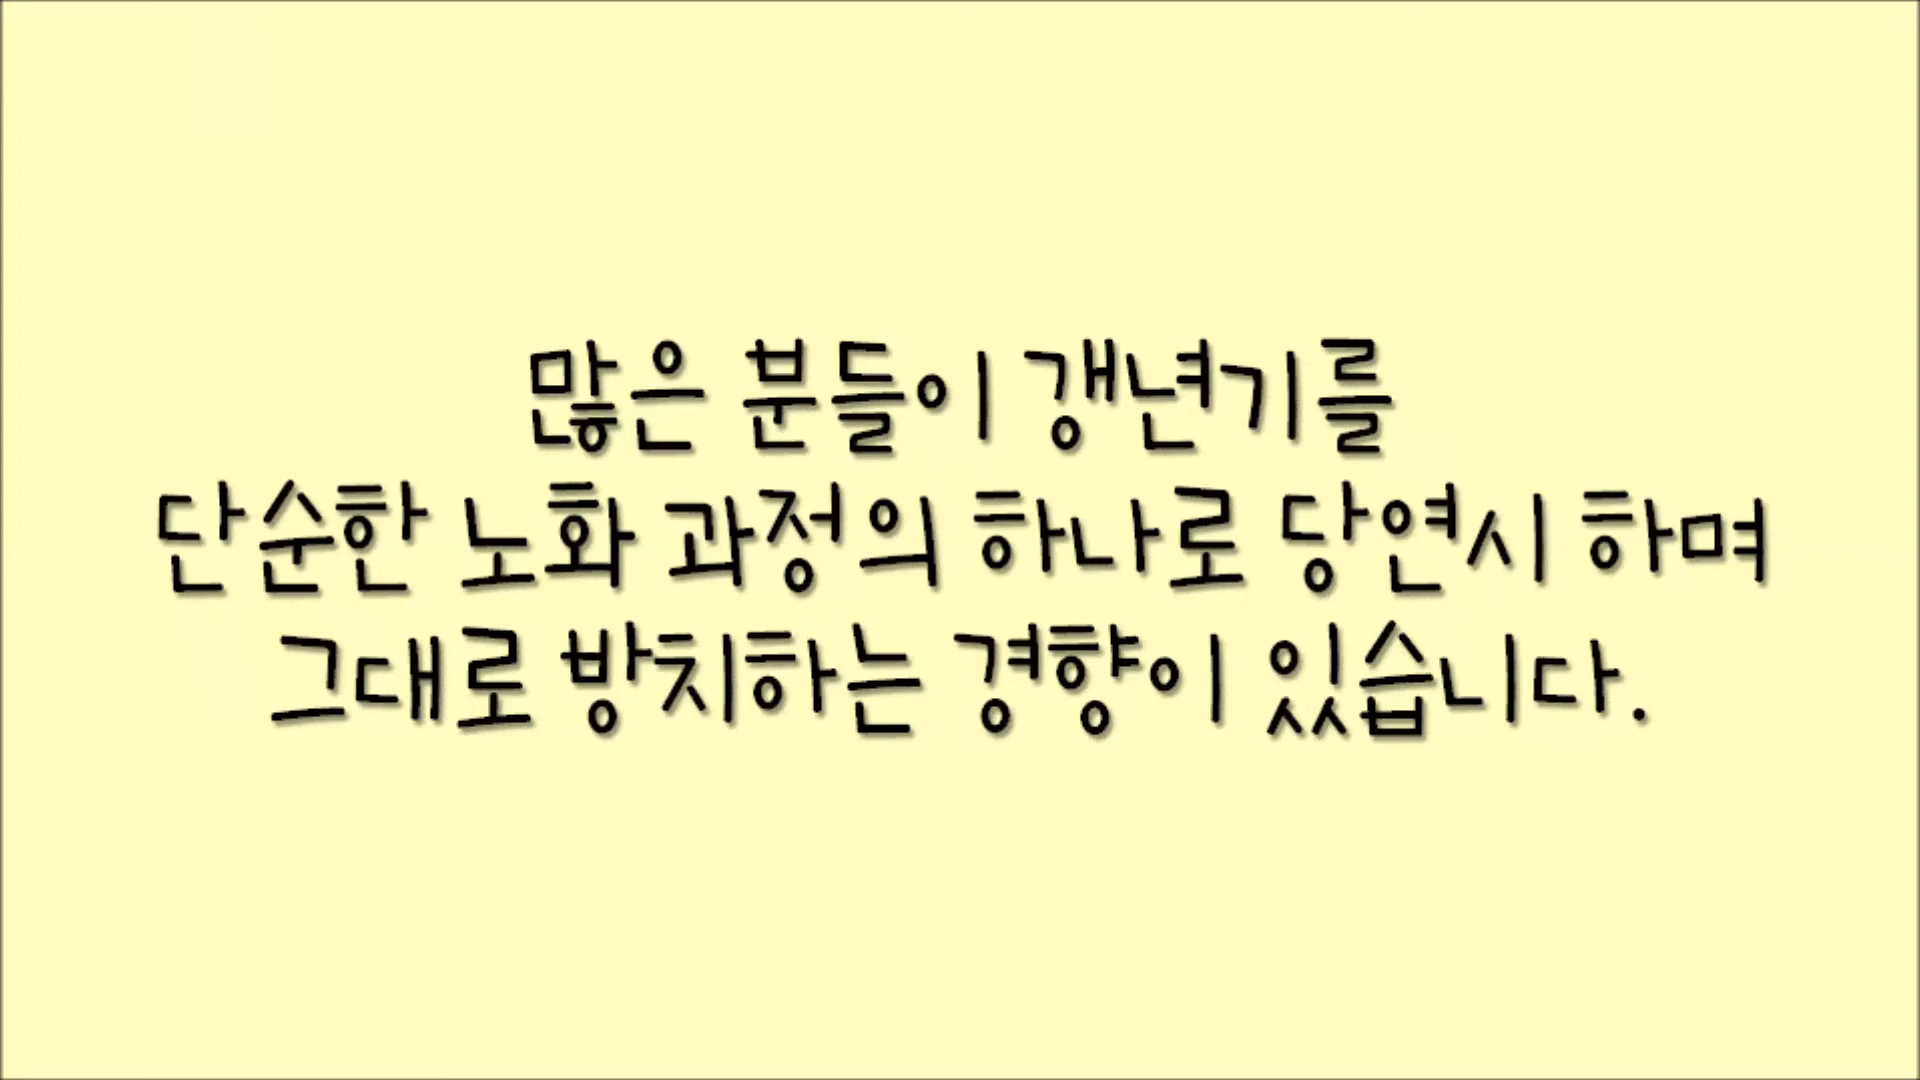 많은 분들이 갱년기를
단순한 노화 과정의 하나로 당연시 하며
그대로 방치하는 경향이 있습니다.